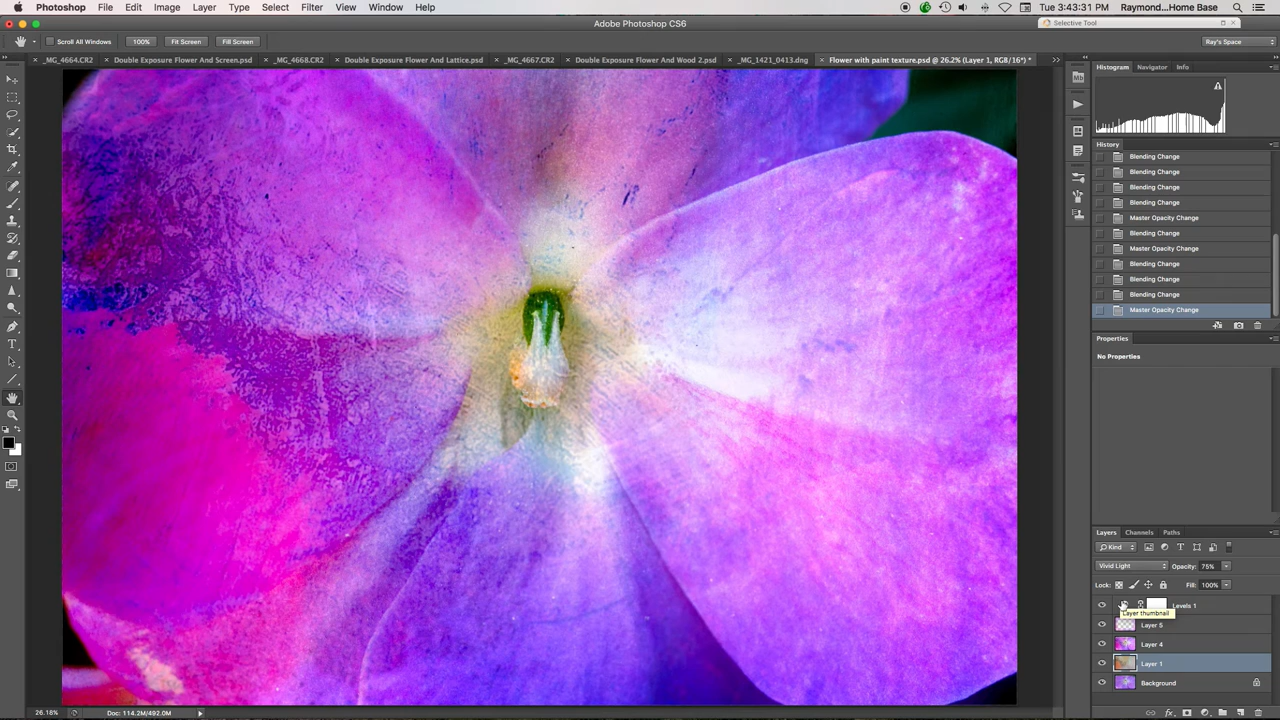 Photoshop File Edit Image Layer Type Select Filter View Window Help Tue 3:43:31 PM Raymond...Home Base
Adobe Photoshop CS6
Selective Tool
Scroll All Windows 100% Fit Screen Fill Screen Ray's Space
_MG_4664.CR2 Double Exposure Flower And Screen.psd _MG_4668.CR2 Double Exposure Flower And Lattice.psd _MG_4667.CR2 Double Exposure Flower And Wood 2.psd _MG_1421_0413.dng Flower with paint texture.psd @ 26.2% (Layer 1, RGB/16*) *
Histogram Navigator Info
Mb
History
Blending Change
Blending Change
Blending Change
Blending Change
Master Opacity Change
Blending Change
Master Opacity Change
Blending Change
Blending Change
Blending Change
Master Opacity Change
Properties
No Properties
Layers Channels Paths
Kind
Vivid Light Opacity: 75%
Lock: Fill: 100%
Levels 1
Layer thumbnail
Layer 5
Layer 4
Layer 1
Background
26.18% Doc: 114.2M/492.0M